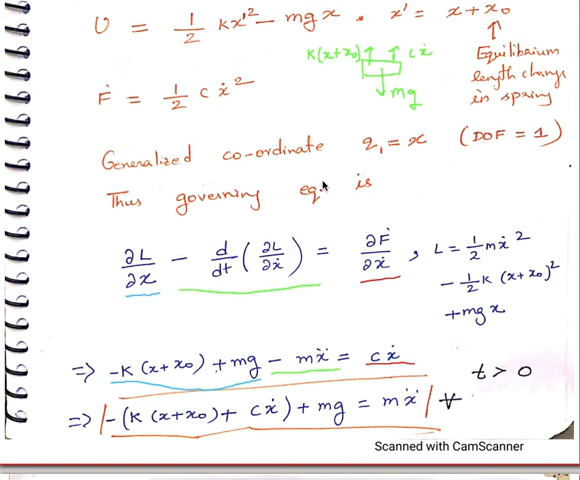 U = 1/2 Kx'² - mgx . x' = x + x₀
K(x+x₀) ↑ ↑ cẋ
↑
Equilibrium
length change
in spring
mg
Ḟ = 1/2 c ẋ²
Generalized co-ordinate q₁ = x (DOF = 1)
Thus governing eqⁿ is
∂L/∂x - d/dt (∂L/∂ẋ) = ∂Ḟ/∂ẋ , L = 1/2 mẋ²
- 1/2 K (x+x₀)²
+mgx
⇒ -K (x+x₀) + mg - mẍ = cẋ
t > 0
⇒ -(K (x+x₀) + cẋ) + mg = mẍ ∀
Scanned with CamScanner